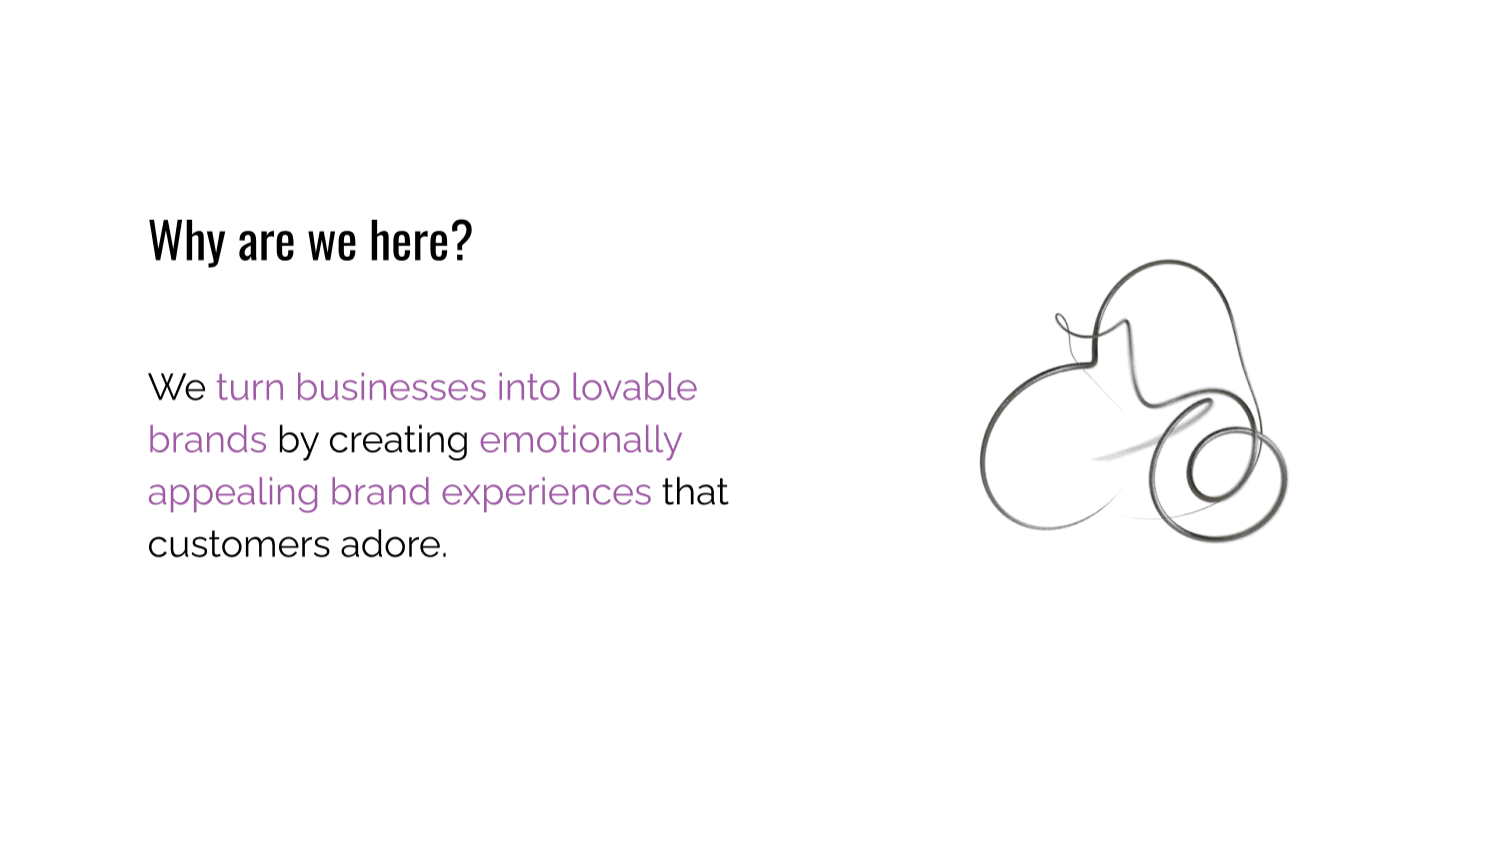 Why are we here?
We turn businesses into lovable
brands by creating emotionally
appealing brand experiences that
customers adore.